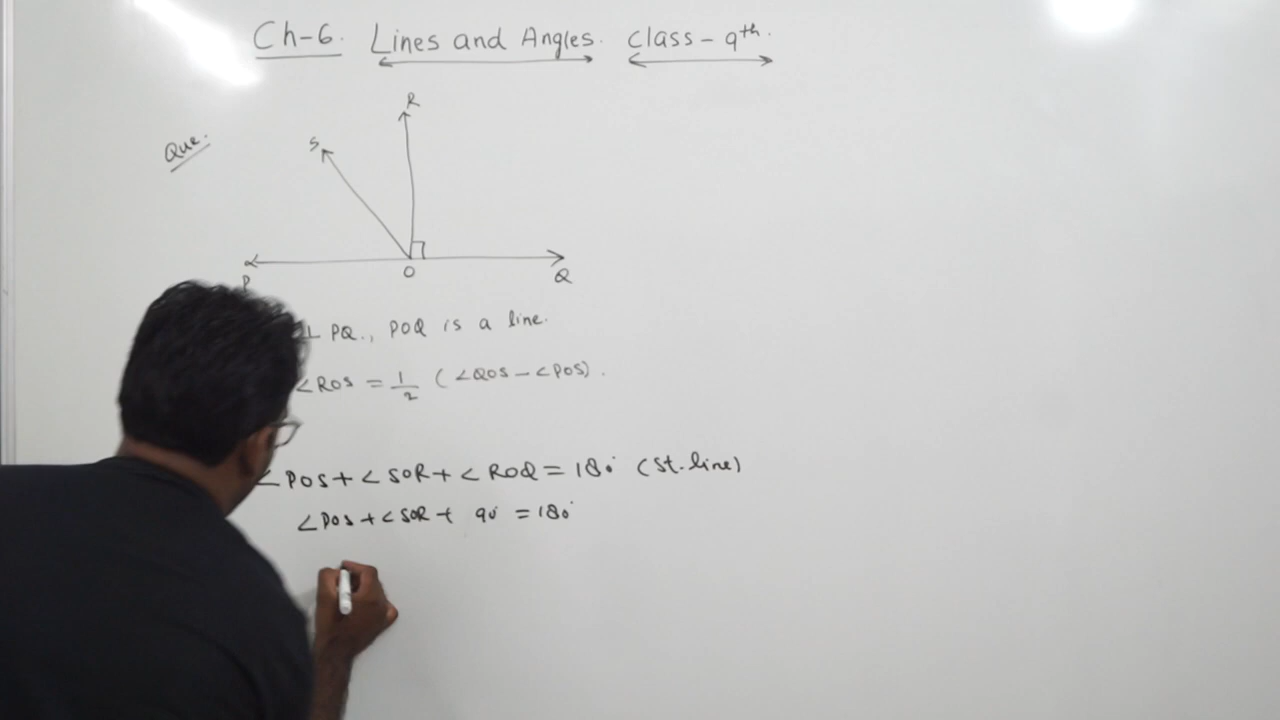 Ch-6. Lines and Angles. Class-9th.
Que.
R
S
P
O
Q
⊥ PQ., POQ is a line.
∠ROS = 1/2 (∠QOS - ∠POS).
∠POS + ∠SOR + ∠ROQ = 180° (St. line)
∠POS + ∠SOR + 90° = 180°